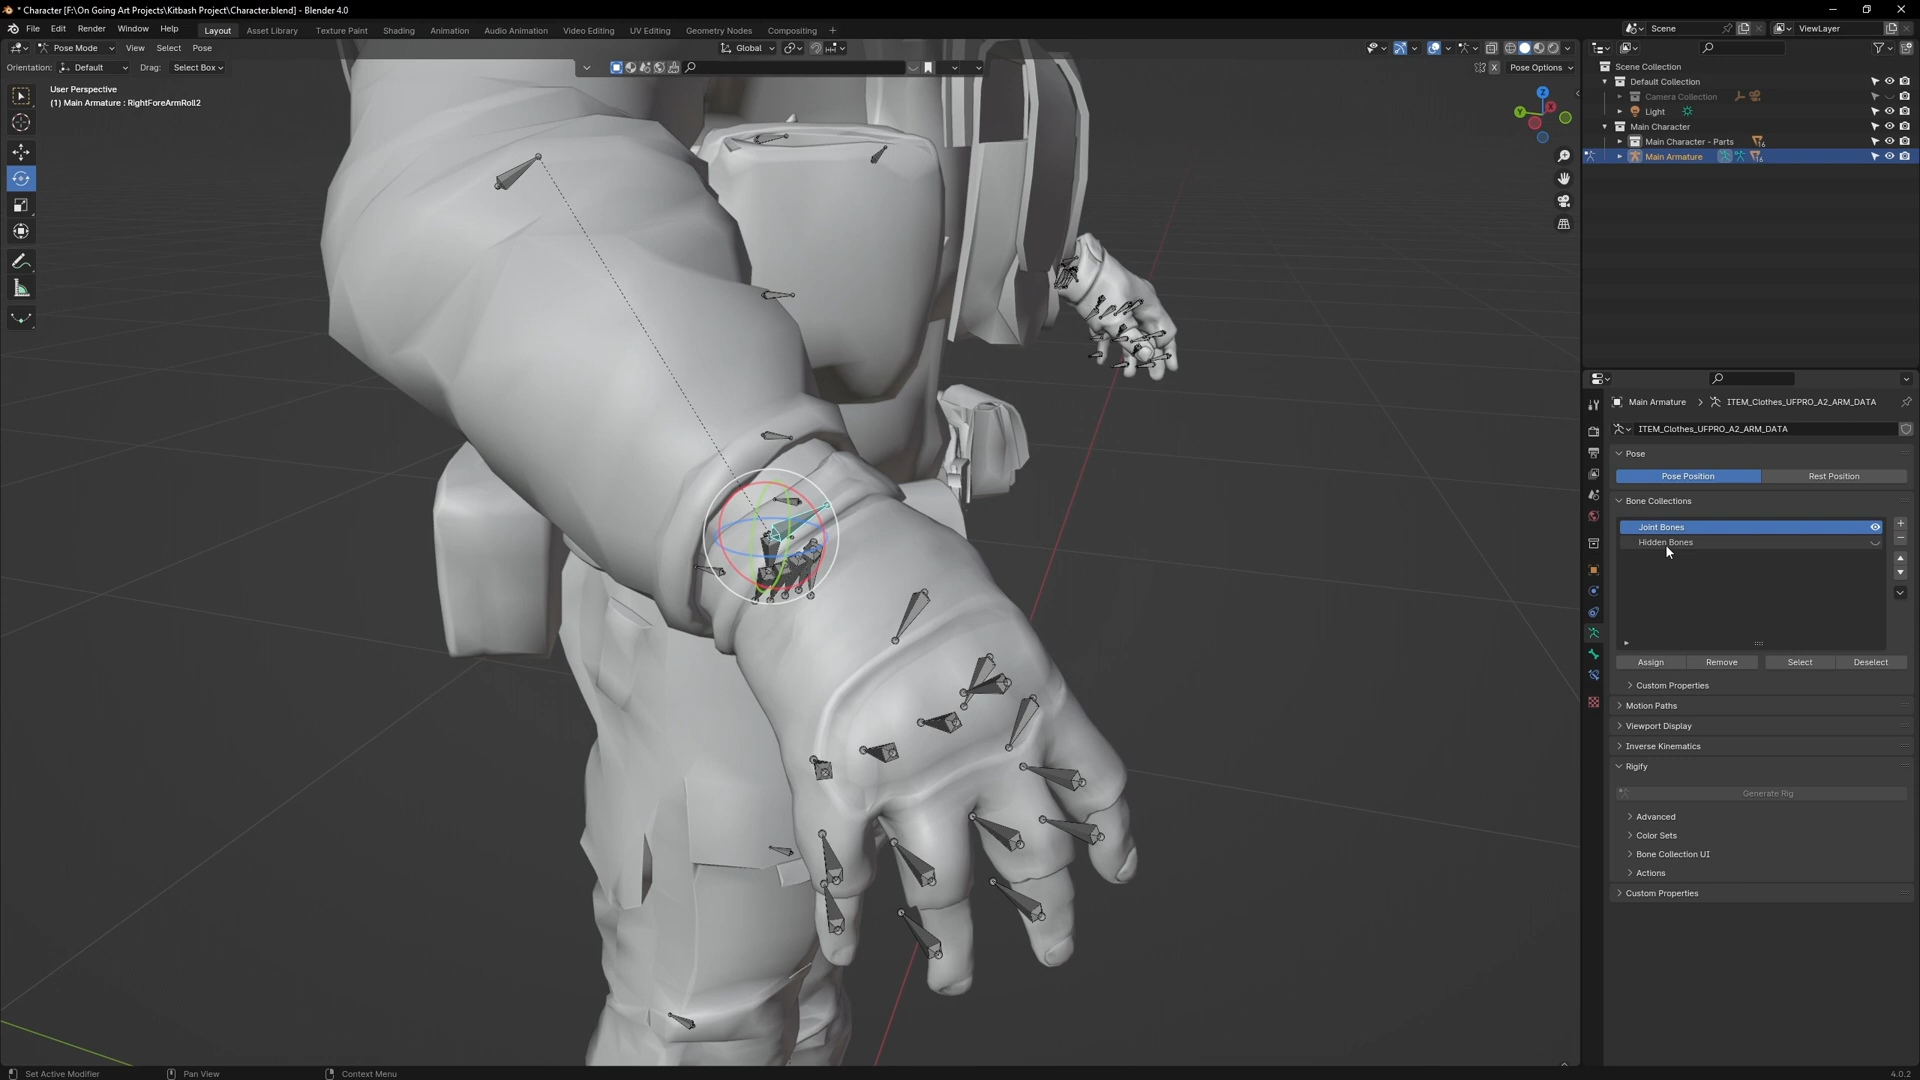 * Character [F:\On Going Art Projects\Kitbash Project\Character.blend] - Blender 4.0
File Edit Render Window Help Layout Asset Library Texture Paint Shading Animation Audio Animation Video Editing UV Editing Geometry Nodes Compositing + Scene ViewLayer
Pose Mode View Select Pose Global
Orientation: Default Drag: Select Box X Pose Options
User Perspective
(1) Main Armature : RightForeArmRoll2
Z
Y
X
Scene Collection
Default Collection
Camera Collection
Light
Main Character
Main Character - Parts 16
Main Armature 16
Main Armature > ITEM_Clothes_UFPRO_A2_ARM_DATA
ITEM_Clothes_UFPRO_A2_ARM_DATA
Pose
Pose Position Rest Position
Bone Collections
Joint Bones
Hidden Bones
Assign Remove Select Deselect
Custom Properties
Motion Paths
Viewport Display
Inverse Kinematics
Rigify
Generate Rig
Advanced
Color Sets
Bone Collection UI
Actions
Custom Properties
Set Active Modifier Pan View Context Menu 4.0.2